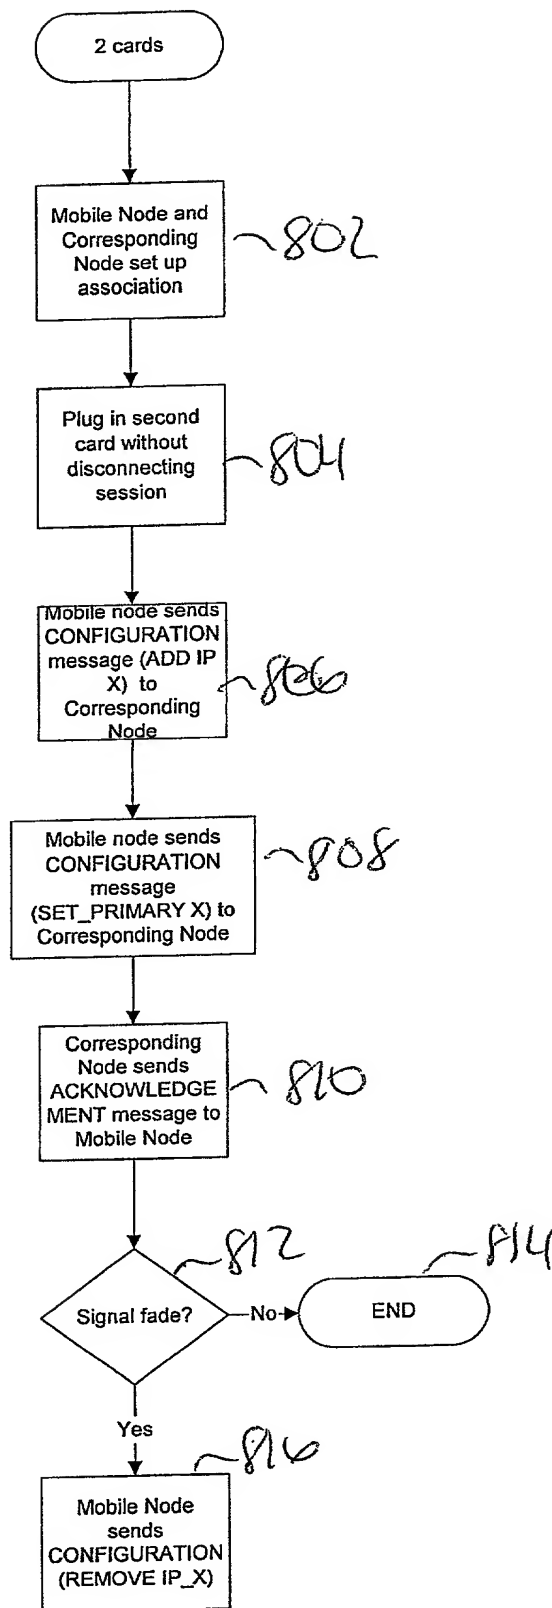 2 cards
Mobile Node and
Corresponding
Node set up
association
802
Plug in second
card without
disconnecting
session
804
Mobile node sends
CONFIGURATION
message (ADD IP
X) to
Corresponding
Node
806
Mobile node sends
CONFIGURATION
message
(SET_PRIMARY X) to
Corresponding Node
808
Corresponding
Node sends
ACKNOWLEDGE
MENT message to
Mobile Node
810
Signal fade?
812
No
END
814
Yes
816
Mobile Node
sends
CONFIGURATION
(REMOVE IP_X)